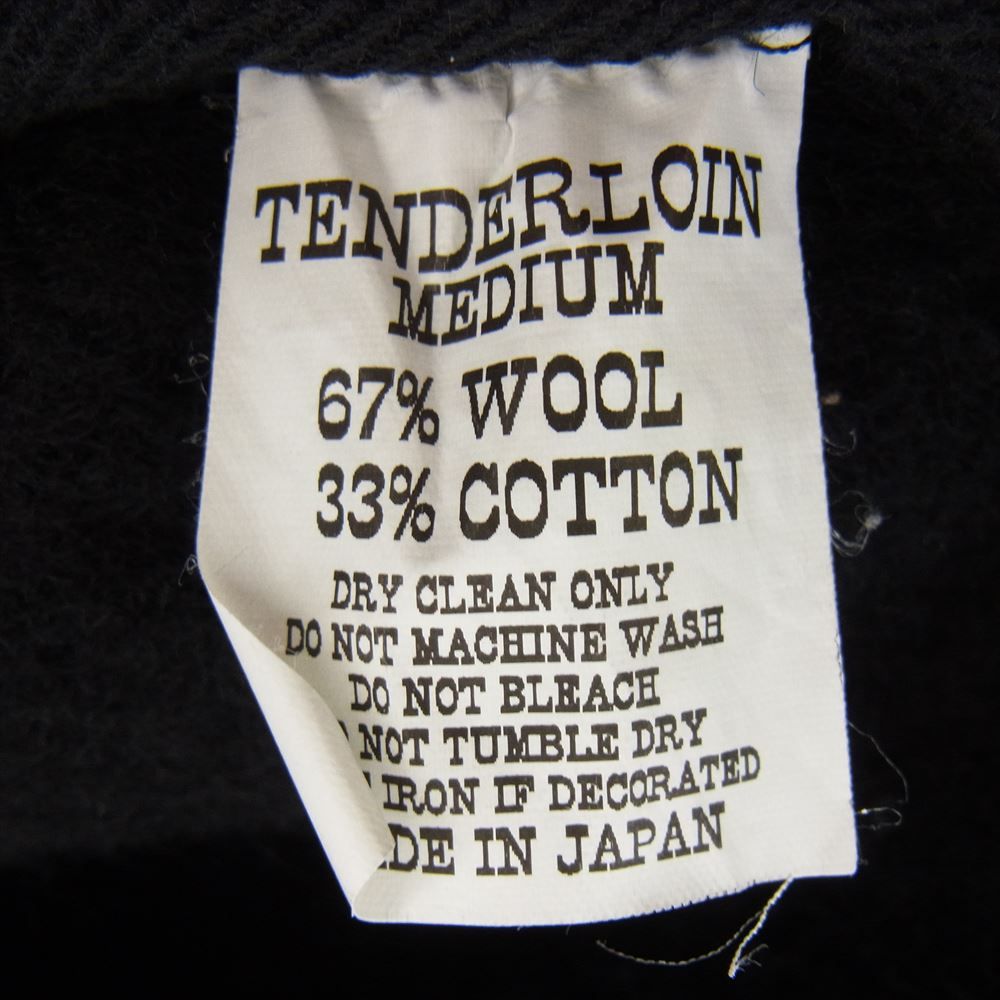 TENDERLOIN
MEDIUM
67% WOOL
33% COTTON
DRY CLEAN ONLY
DO NOT MACHINE WASH
DO NOT BLEACH
NOT TUMBLE DRY
IRON IF DECORATED
IN JAPAN